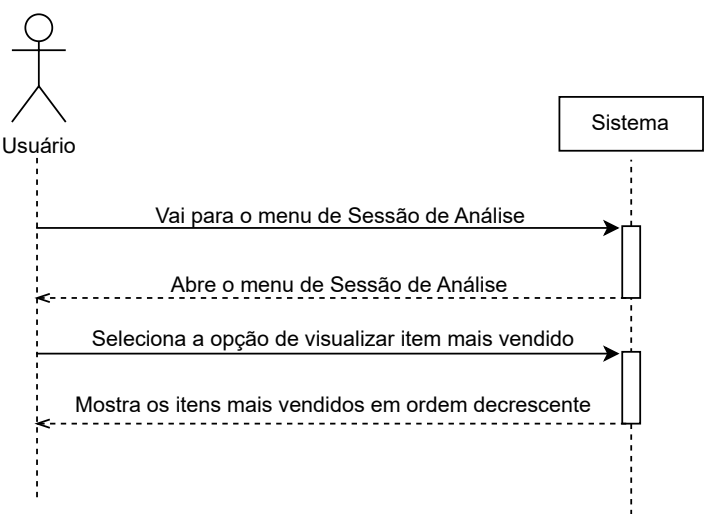 Sistema
Usuário
Vai para o menu de Sessão de Análise
Abre o menu de Sessão de Análise
Seleciona a opção de visualizar item mais vendido
Mostra os itens mais vendidos em ordem decrescente